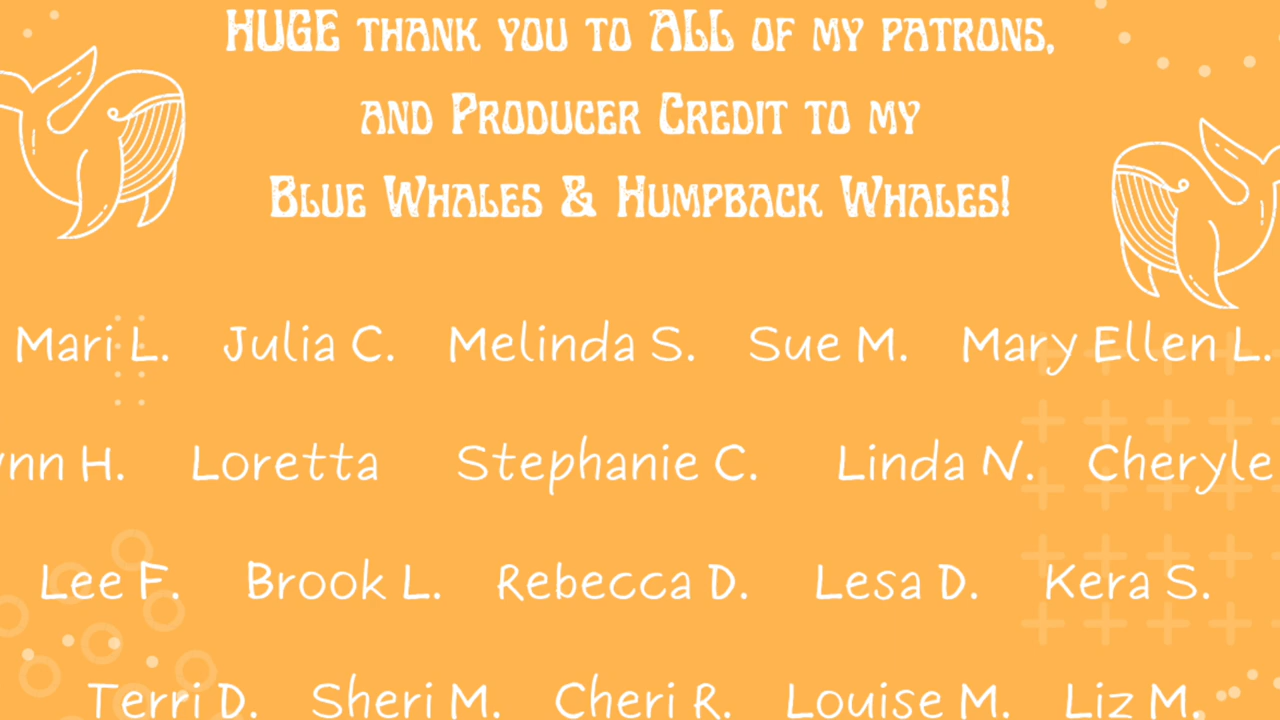 HUGE THANK YOU TO ALL OF MY PATRONS,
AND PRODUCER CREDIT TO MY
BLUE WHALES & HUMPBACK WHALES!
Mari L. Julia C. Melinda S. Sue M. Mary Ellen L.
H. Loretta Stephanie C. Linda N. Cheryle
Lee F. Brook L. Rebecca D. Lesa D. Kera S.
Terri D. Sheri M. Cheri R. Louise M. Liz M.